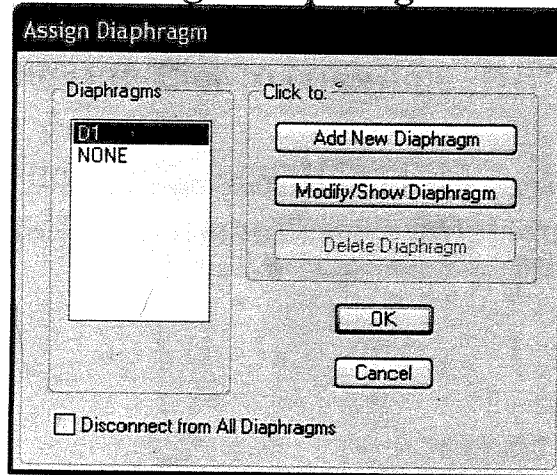 Assign Diaphragm
Diaphragms
D1
NONE
Click to:
Add New Diaphragm
Modify/Show Diaphragm
Delete Diaphragm
OK
Cancel
Disconnect from All Diaphragms